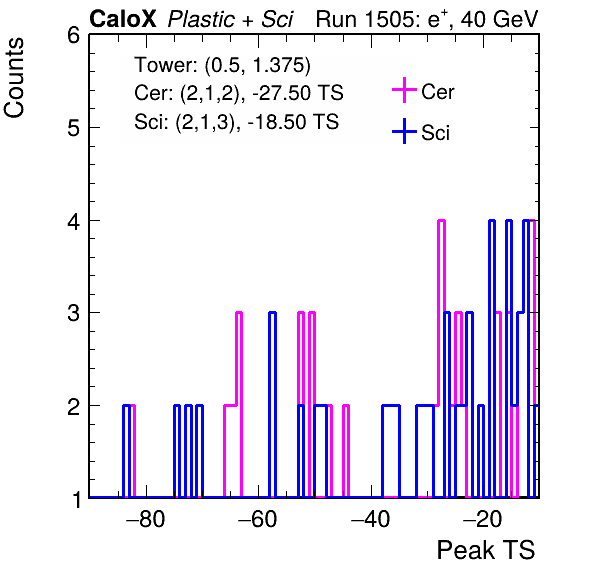 CaloX Plastic + Sci Run 1505: e+, 40 GeV
Counts
6
Tower: (0.5, 1.375)
Cer: (2,1,2), -27.50 TS
Sci: (2,1,3), -18.50 TS
Cer
Sci
5
4
3
2
1
−80 −60 −40 −20
Peak TS